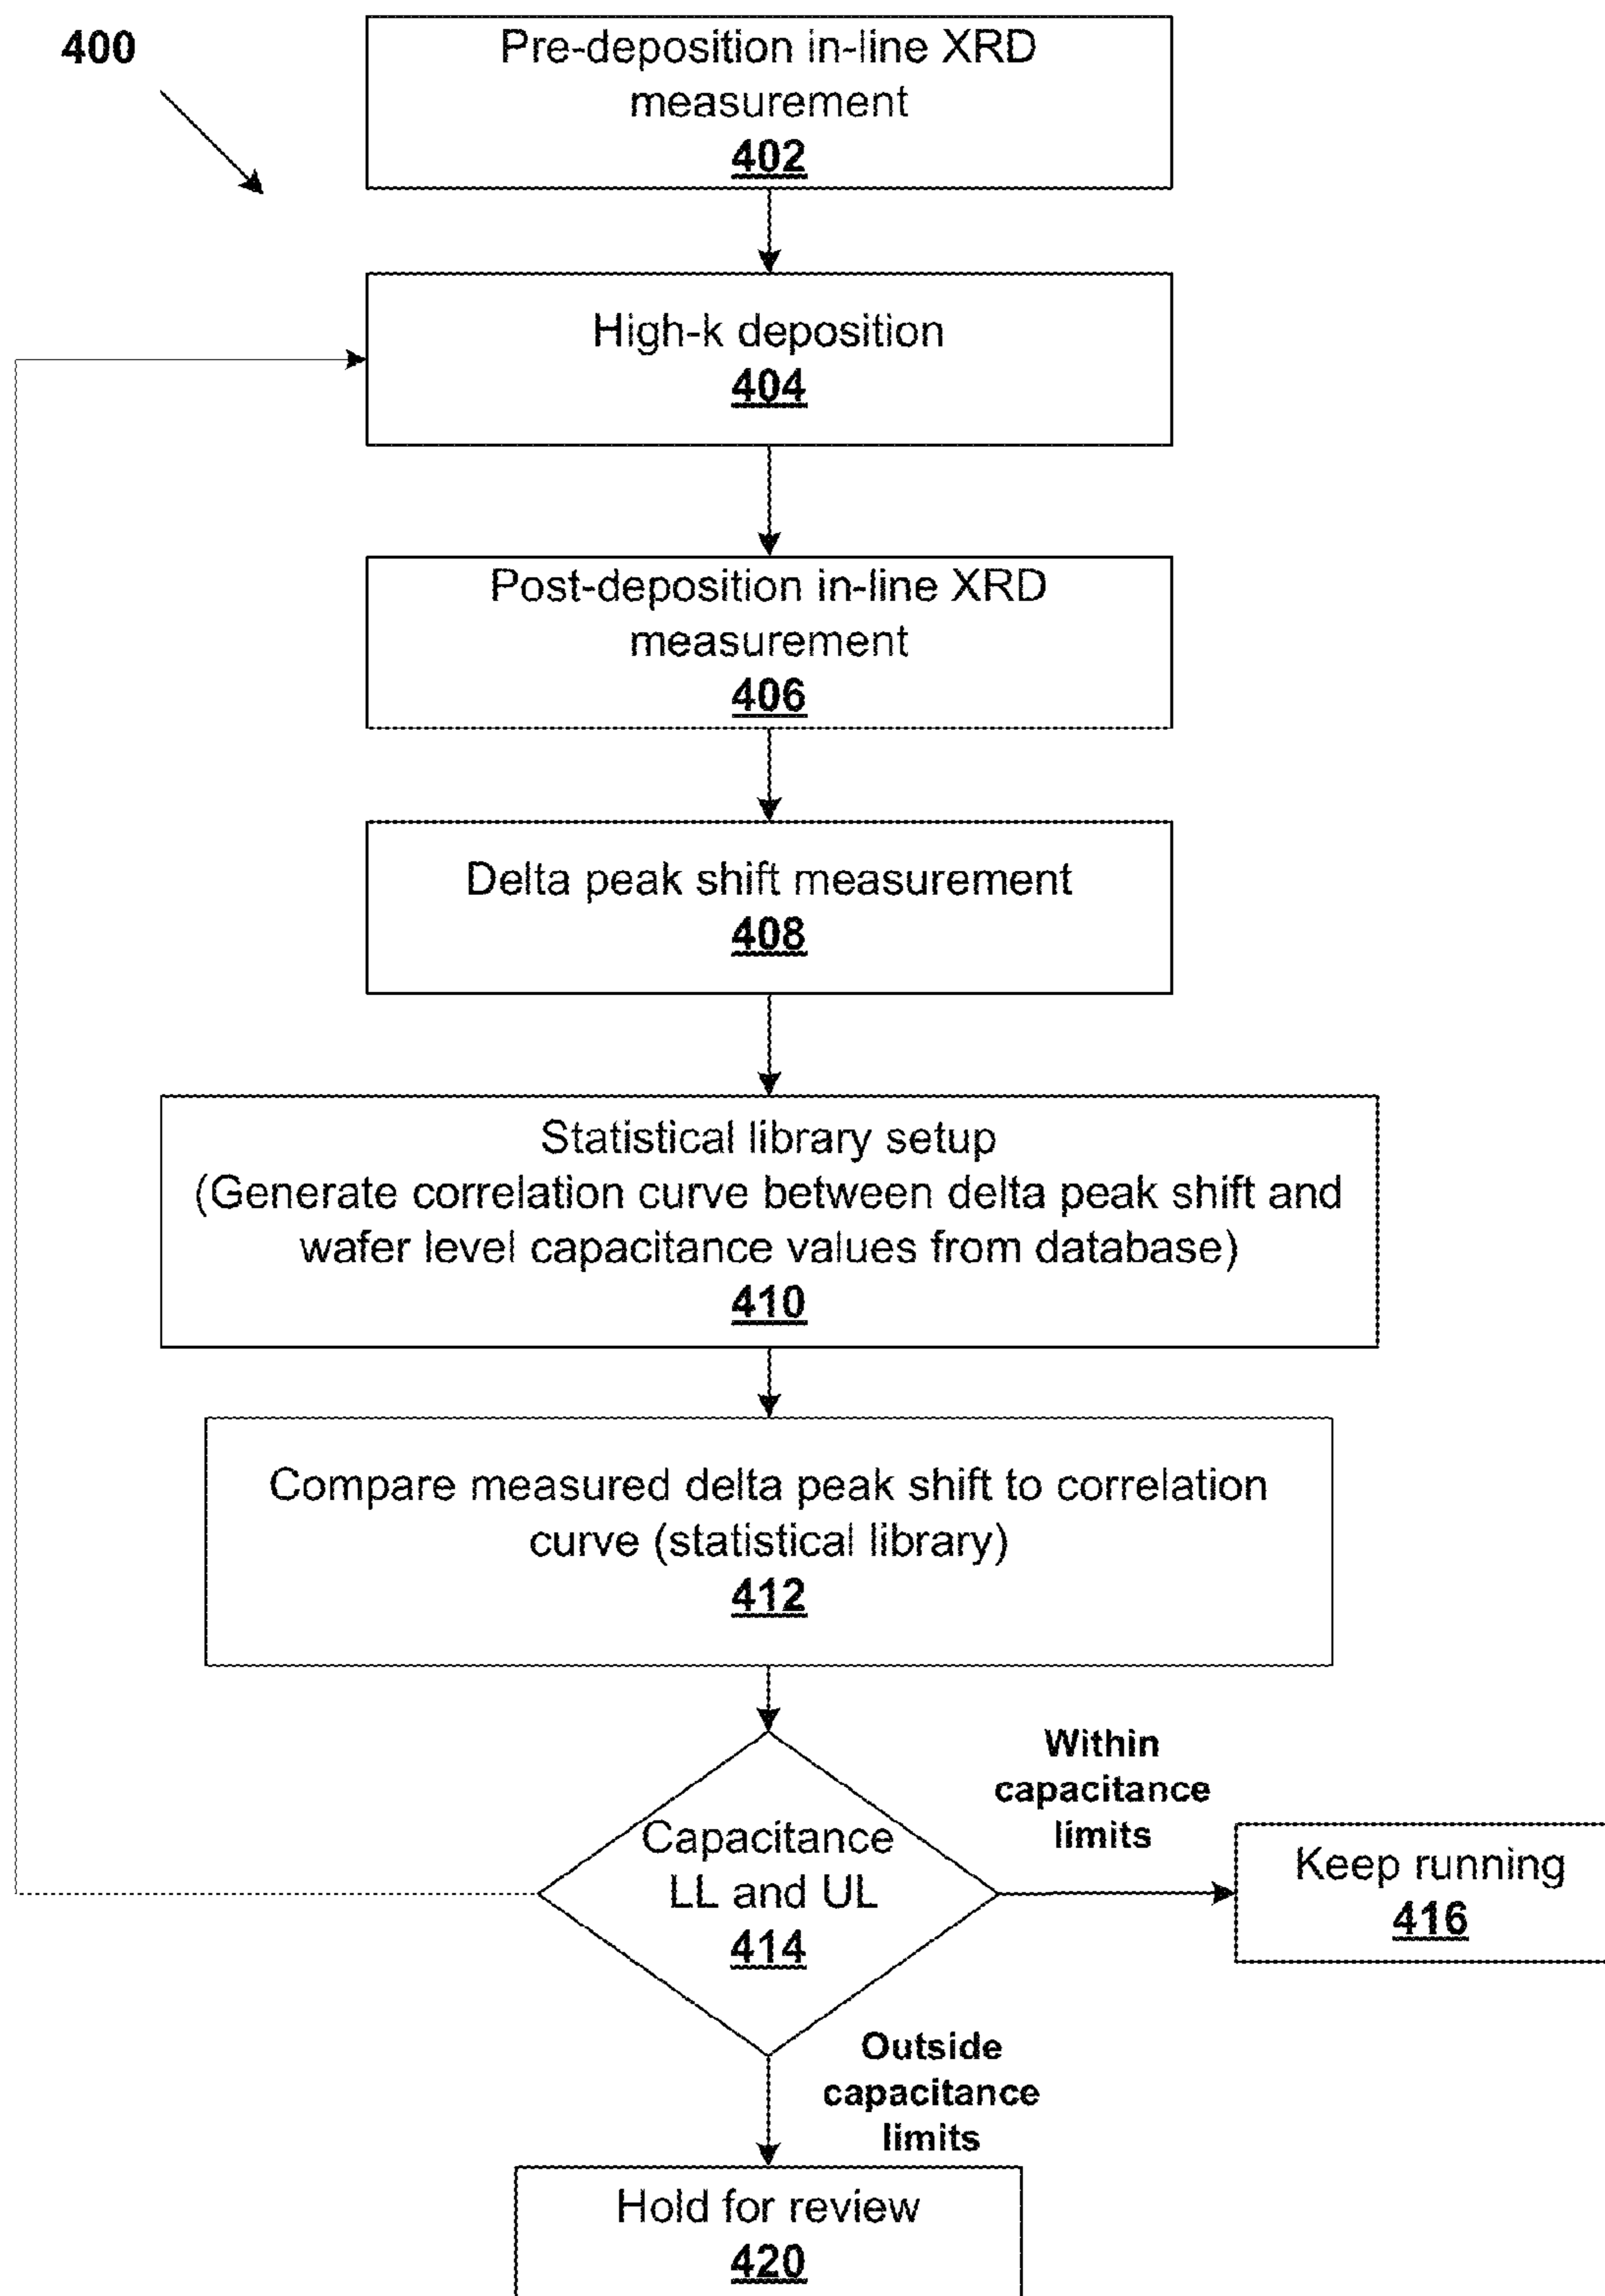 400
Pre-deposition in-line XRD
measurement
402
High-k deposition
404
Post-deposition in-line XRD
measurement
406
Delta peak shift measurement
408
Statistical library setup
(Generate correlation curve between delta peak shift and
wafer level capacitance values from database)
410
Compare measured delta peak shift to correlation
curve (statistical library)
412
Capacitance
LL and UL
414
Within
capacitance
limits
Keep running
416
Outside
capacitance
limits
Hold for review
420